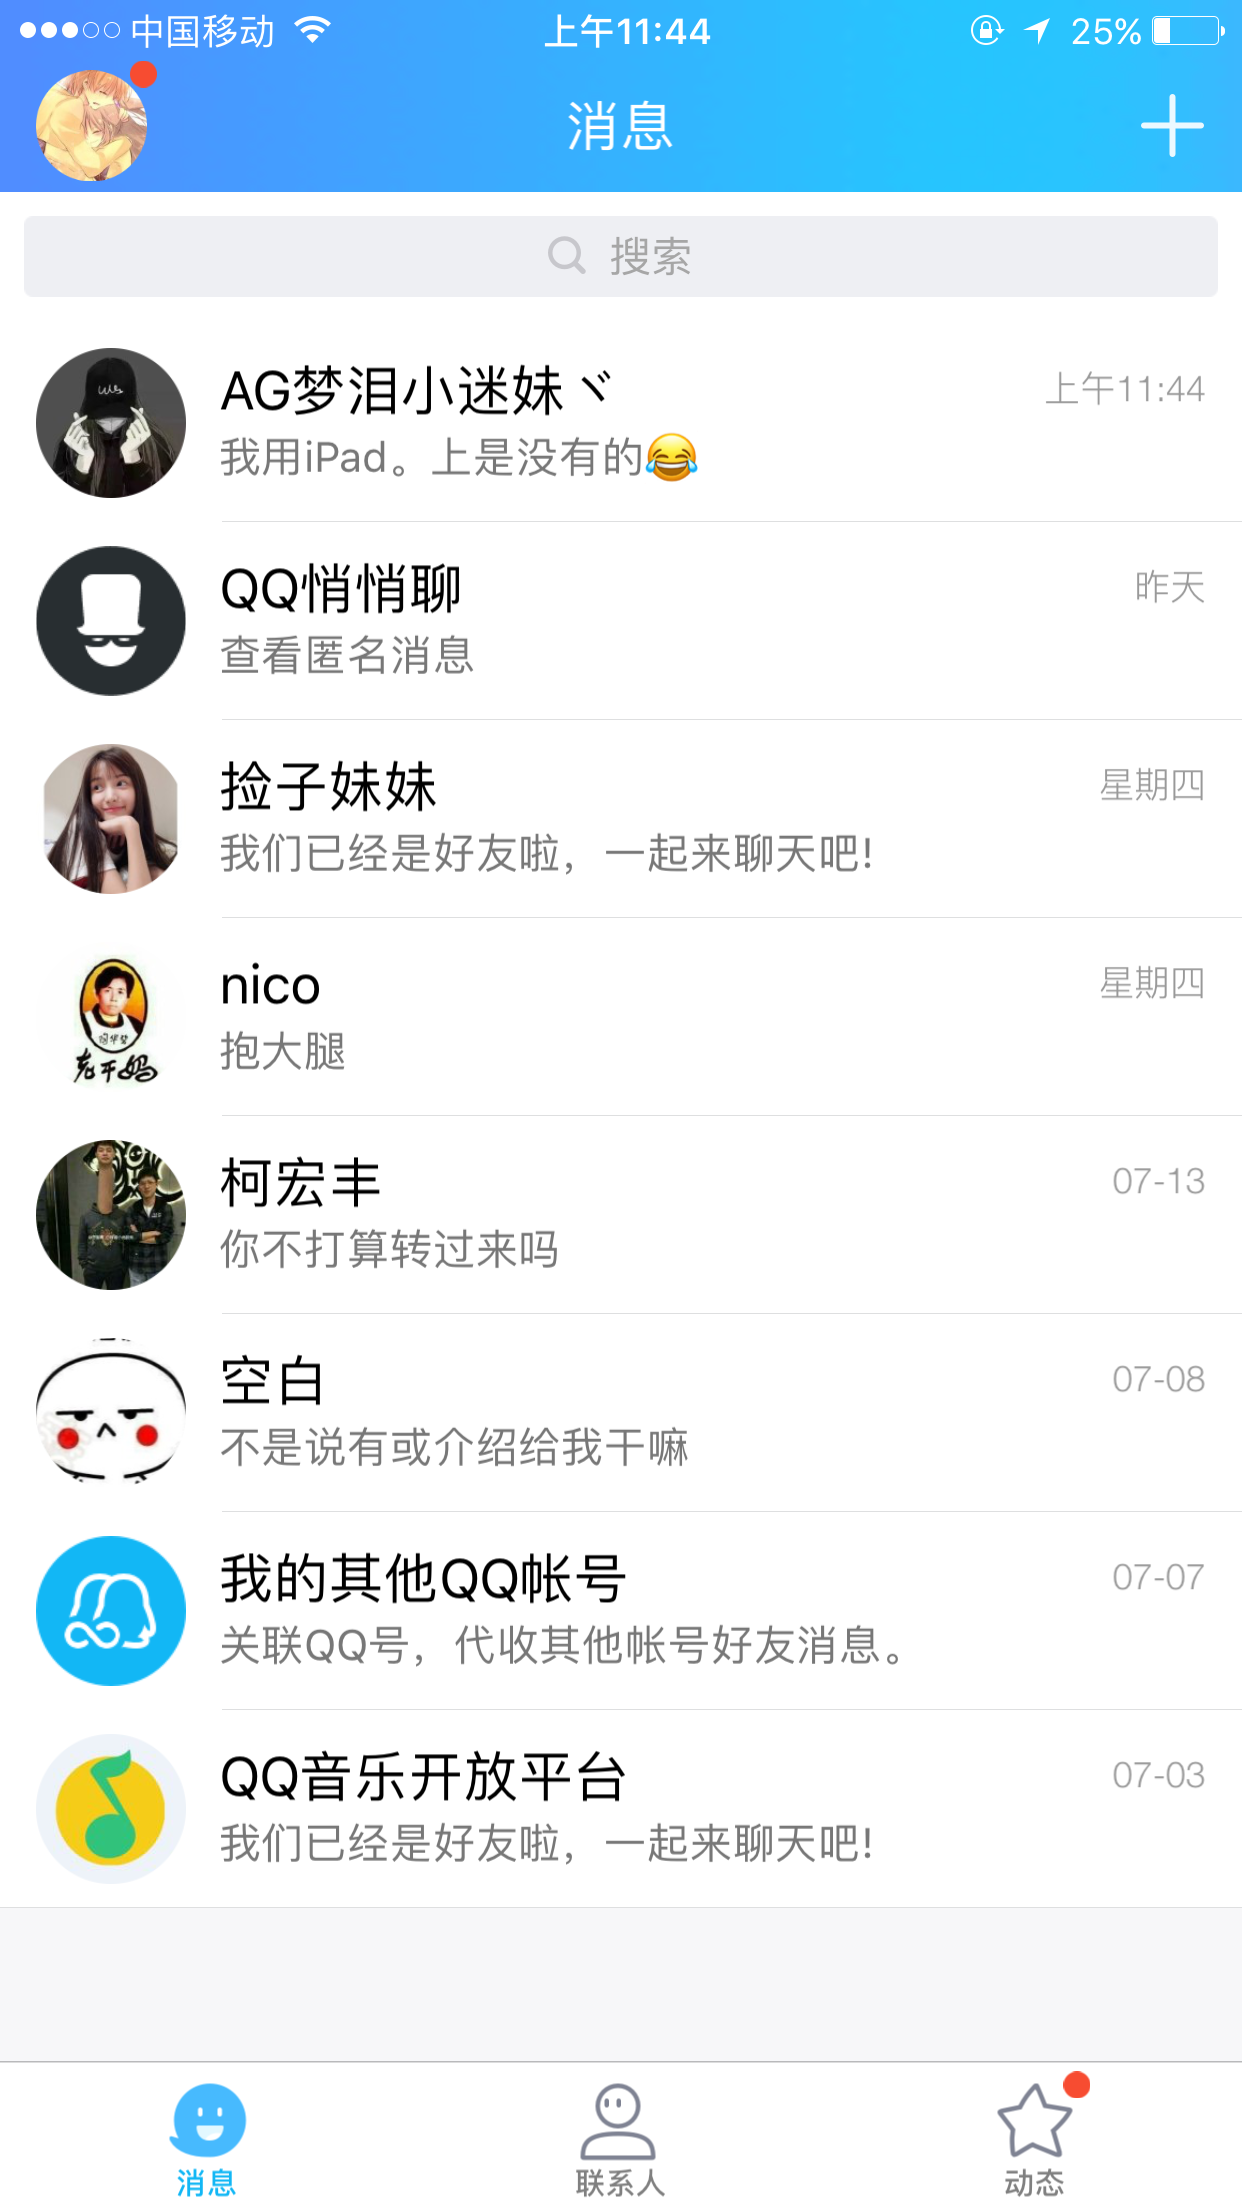 中国移动 上午11:44 25%
消息
搜索
AG梦泪小迷妹ヾ 上午11:44
我用iPad。上是没有的😂
QQ悄悄聊 昨天
查看匿名消息
捡子妹妹 星期四
我们已经是好友啦，一起来聊天吧!
nico 星期四
抱大腿
陶华碧
老干妈
柯宏丰 07-13
你不打算转过来吗
空白 07-08
不是说有或介绍给我干嘛
我的其他QQ帐号 07-07
关联QQ号，代收其他帐号好友消息。
QQ音乐开放平台 07-03
我们已经是好友啦，一起来聊天吧!
消息 联系人 动态